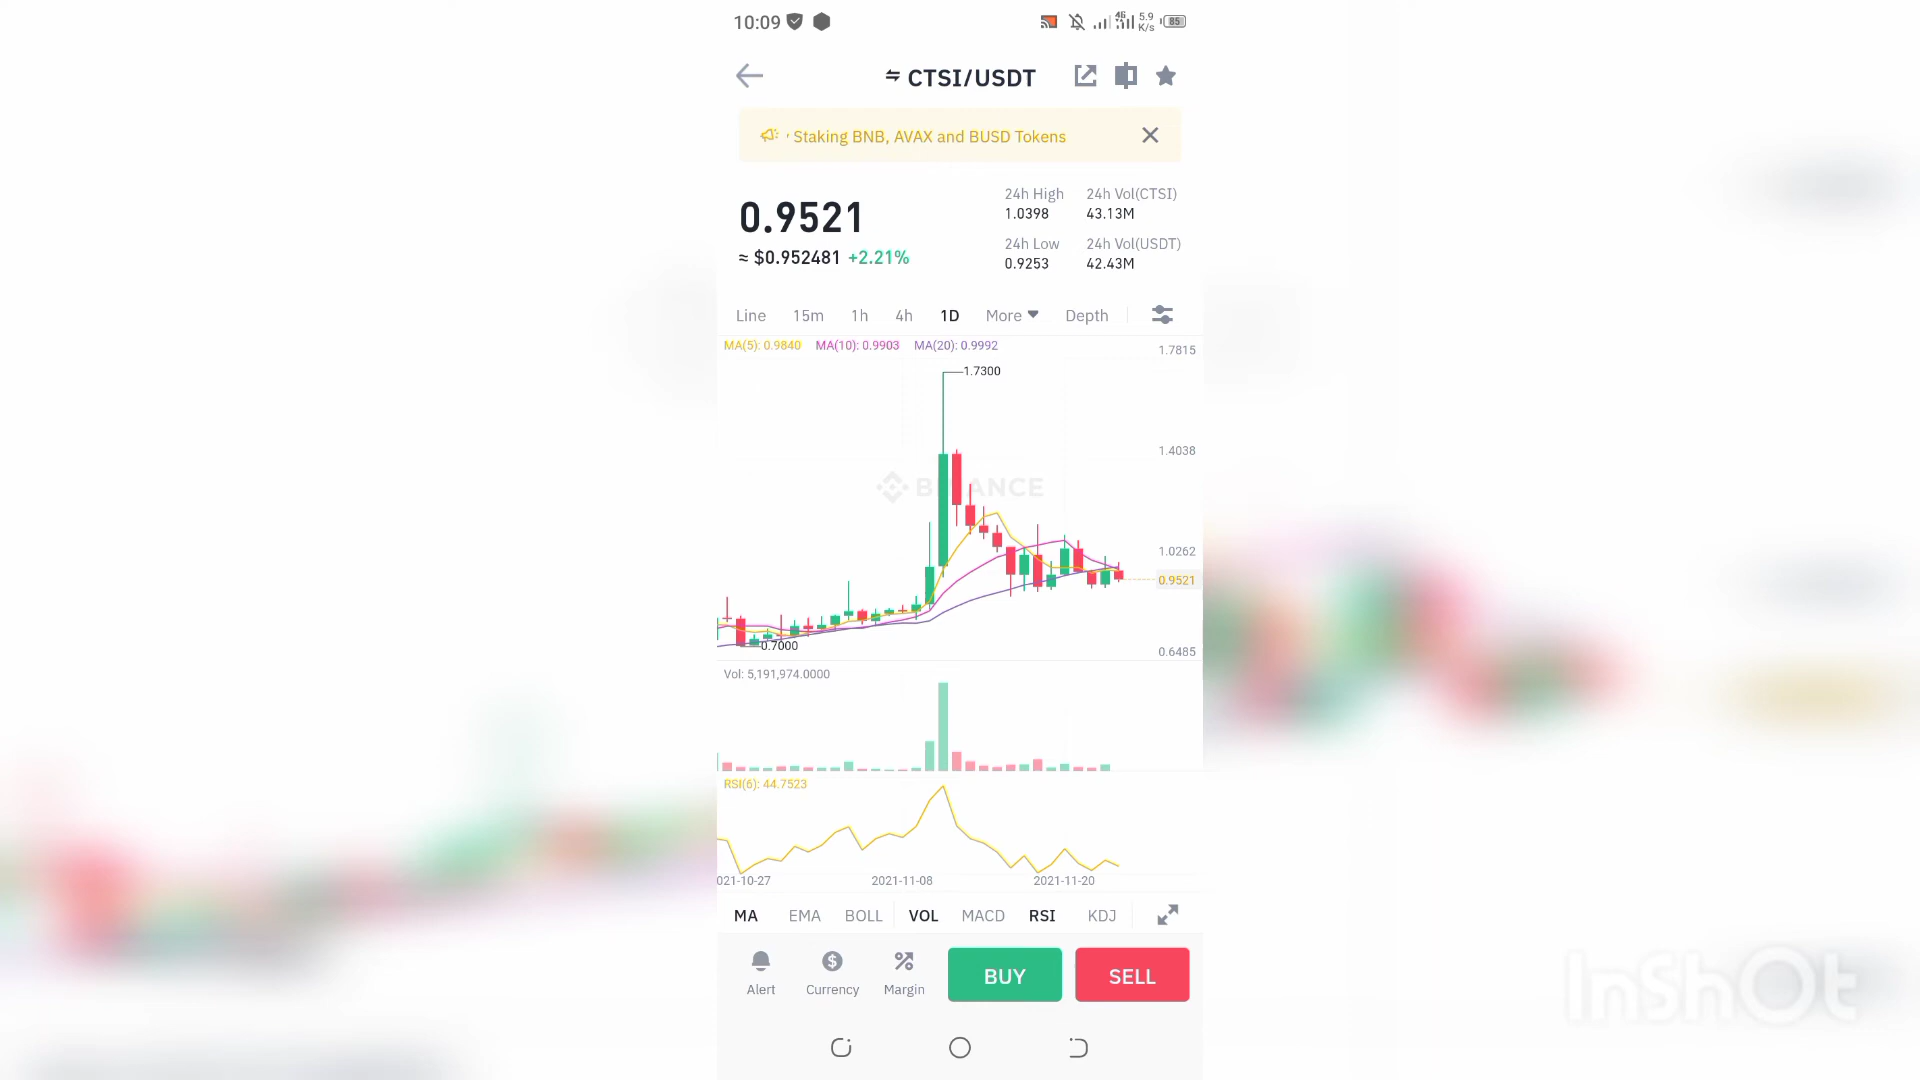 10:09 4G 5.9 K/s 85
CTSI/USDT
Staking BNB, AVAX and BUSD Tokens
0.9521
≈ $0.952481 +2.21%
24h High 24h Vol(CTSI)
1.0398 43.13M
24h Low 24h Vol(USDT)
0.9253 42.43M
Line 15m 1h 4h 1D More Depth
MA(5): 0.9840 MA(10): 0.9903 MA(20): 0.9992
1.7815
1.7300
1.4038
BINANCE
1.0262
0.9521
0.7000
0.6485
Vol: 5,191,974.0000
RSI(6): 44.7523
021-10-27 2021-11-08 2021-11-20
MA EMA BOLL VOL MACD RSI KDJ
Alert Currency Margin BUY SELL
InShOt